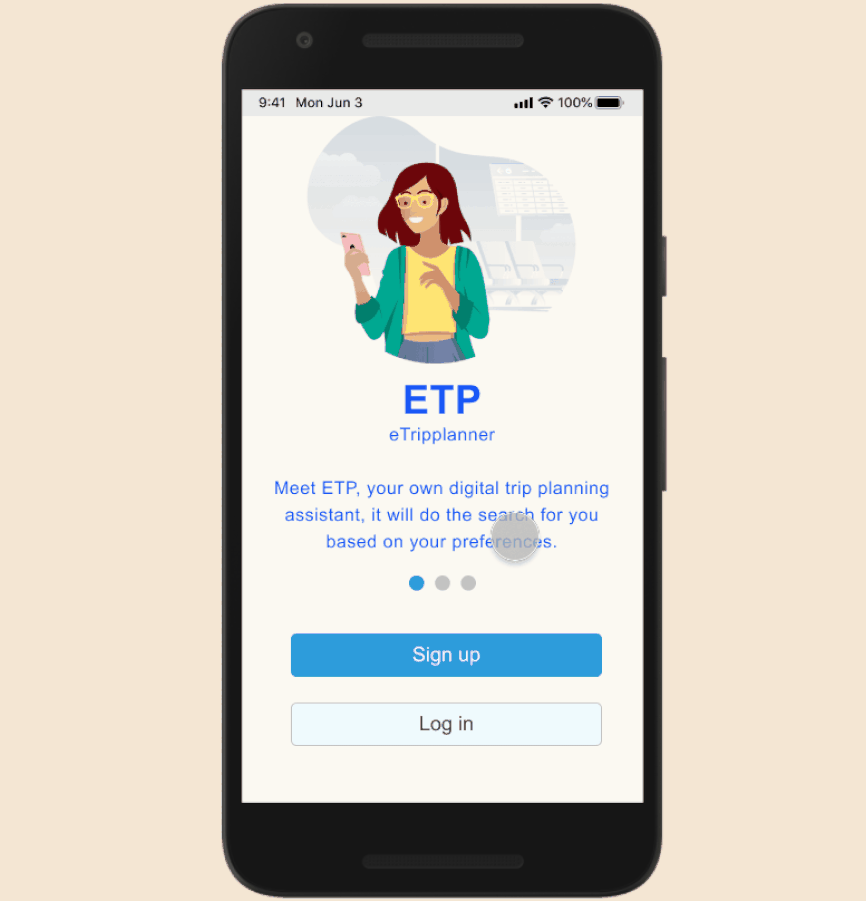 9:41 Mon Jun 3 100%
ETP
eTripplanner
Meet ETP, your own digital trip planning
assistant, it will do the search for you
based on your preferences.
Sign up
Log in